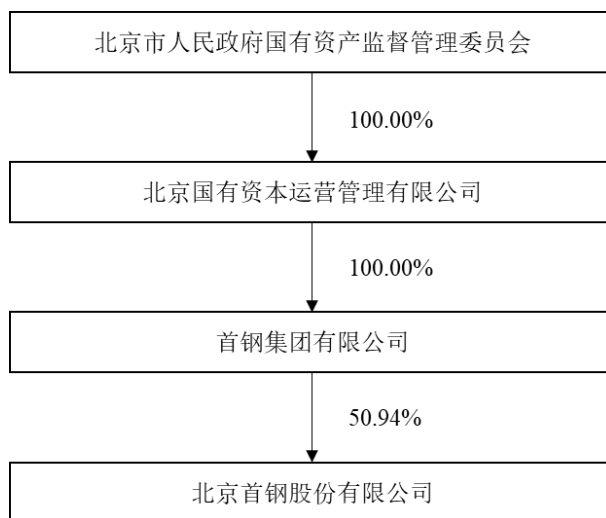 北京市人民政府国有资产监督管理委员会
100.00%
北京国有资本运营管理有限公司
100.00%
首钢集团有限公司
50.94%
北京首钢股份有限公司